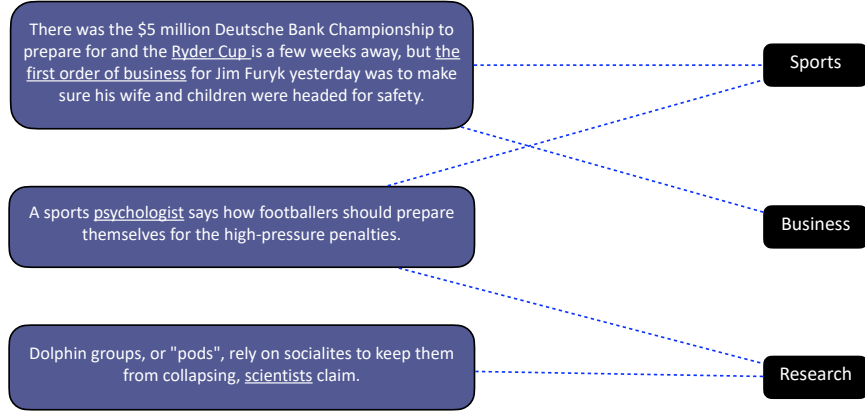 There was the $5 million Deutsche Bank Championship to
prepare for and the Ryder Cup is a few weeks away, but the
first order of business for Jim Furyk yesterday was to make
sure his wife and children were headed for safety.
Sports
A sports psychologist says how footballers should prepare
themselves for the high-pressure penalties.
Business
Dolphin groups, or "pods", rely on socialites to keep them
from collapsing, scientists claim.
Research